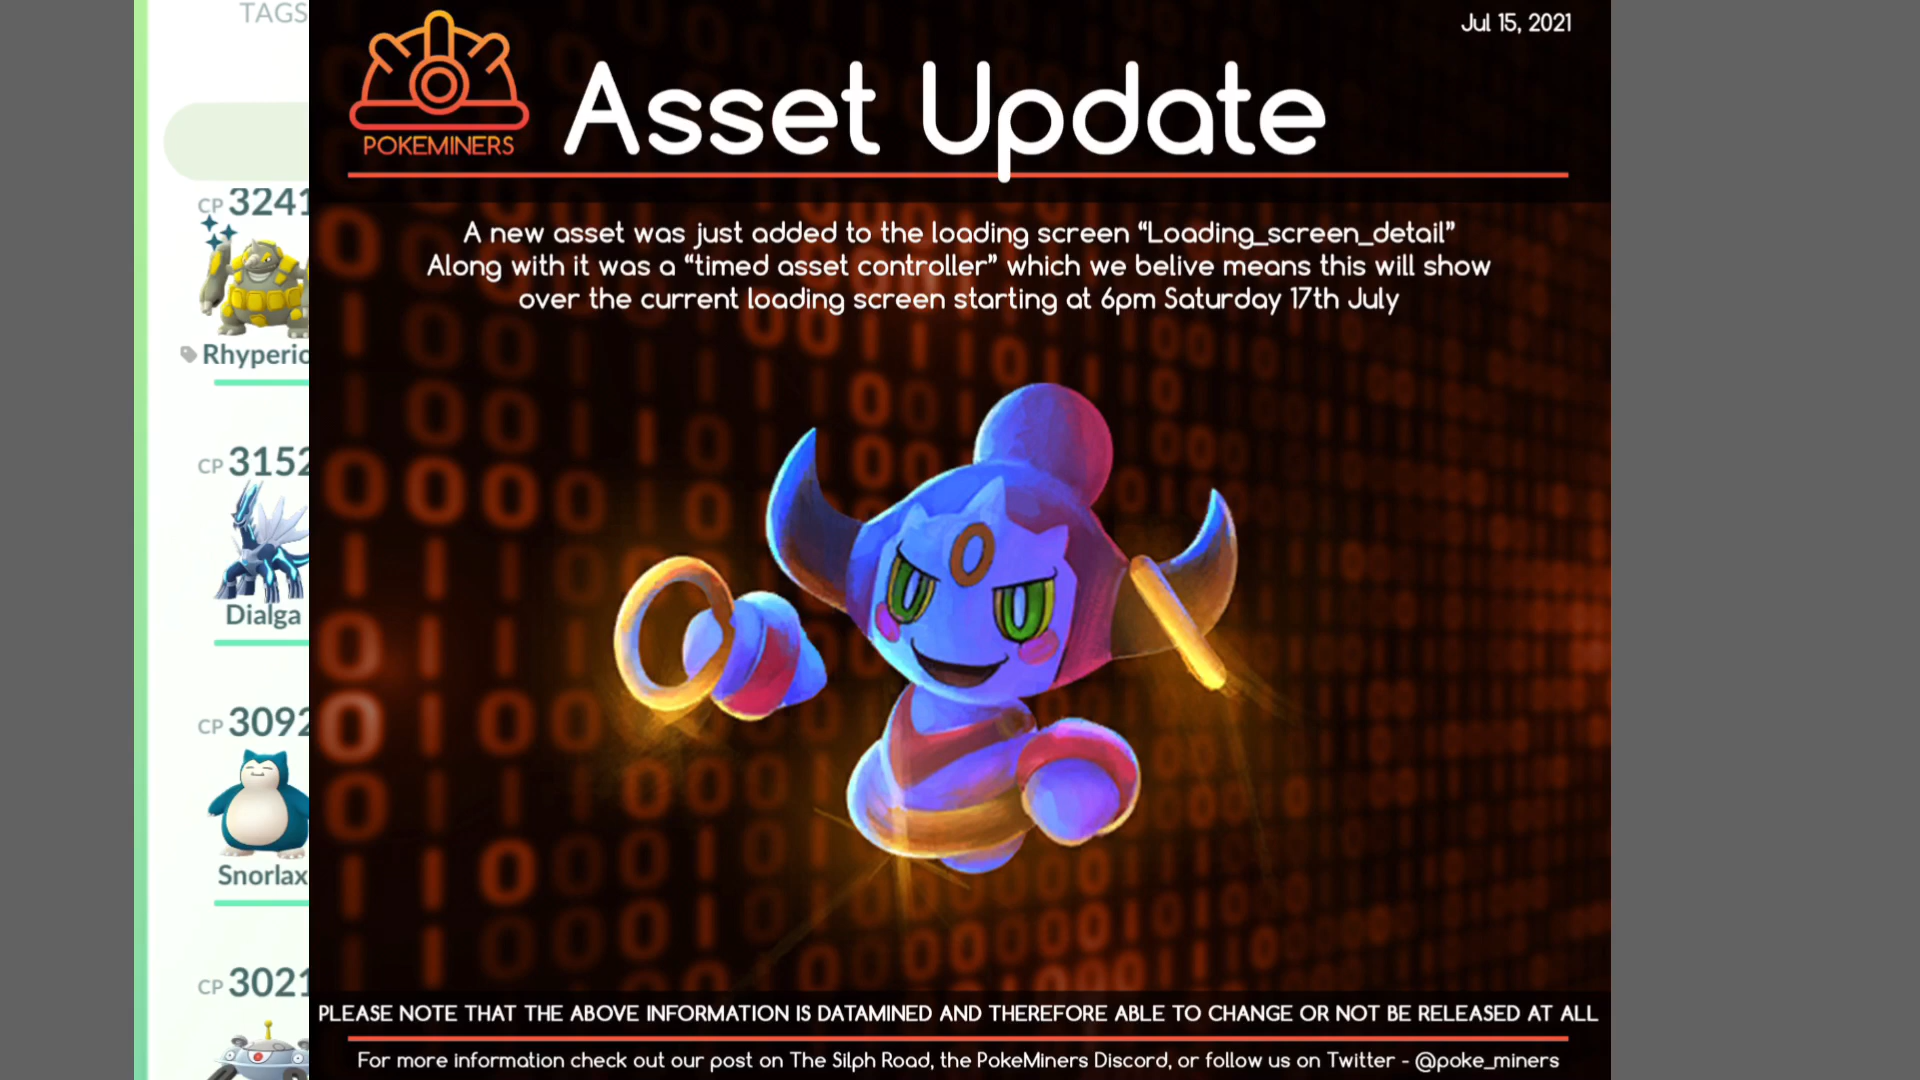 TAGS
CP 3241
Rhyperio
CP 3152
Dialga
CP 3092
Snorlax
CP 3021
POKEMINERS
Jul 15, 2021
Asset Update
A new asset was just added to the loading screen “Loading_screen_detail”
Along with it was a “timed asset controller” which we belive means this will show
over the current loading screen starting at 6pm Saturday 17th July
PLEASE NOTE THAT THE ABOVE INFORMATION IS DATAMINED AND THEREFORE ABLE TO CHANGE OR NOT BE RELEASED AT ALL
For more information check out our post on The Silph Road, the PokeMiners Discord, or follow us on Twitter - @poke_miners